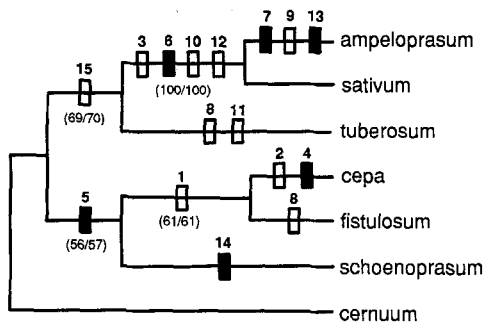 7 9 13
ampeloprasum
3 6 10 12
(100/100)
sativum
15
(69/70)
8 11
tuberosum
2 4
cepa
1
(61/61)
8
fistulosum
5
(56/57)
14
schoenoprasum
cernuum